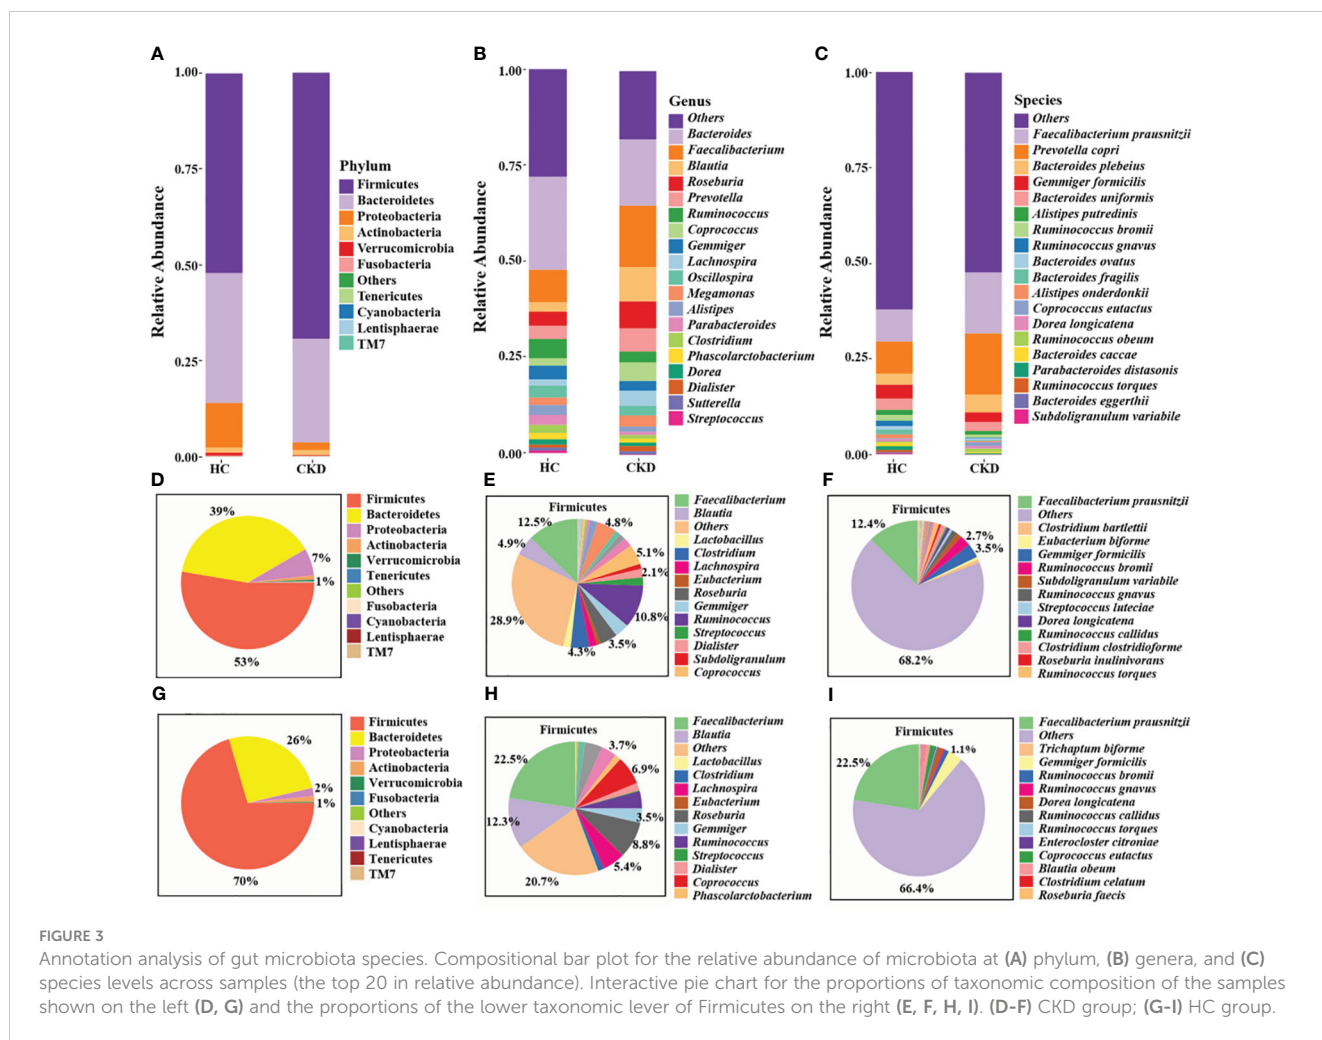 A
Relative Abundance
1.00
0.75
0.50
0.25
0.00
HC
CKD
Phylum
Firmicutes
Bacteroidetes
Proteobacteria
Actinobacteria
Verrucomicrobia
Fusobacteria
Others
Tenericutes
Cyanobacteria
Lentisphaerae
TM7
B
Relative Abundance
1.00
0.75
0.50
0.25
0.00
HC
CKD
Genus
Others
Bacteroides
Faecalibacterium
Blautia
Roseburia
Prevotella
Ruminococcus
Coprococcus
Gemmiger
Lachnospira
Oscillospira
Megamonas
Alistipes
Parabacteroides
Clostridium
Phascolarctobacterium
Dorea
Dialister
Sutterella
Streptococcus
C
Relative Abundance
1.00
0.75
0.50
0.25
0.00
HC
CKD
Species
Others
Faecalibacterium prausnitzii
Prevotella copri
Bacteroides plebeius
Gemmiger formicilis
Bacteroides uniformis
Alistipes putredinis
Ruminococcus bromii
Ruminococcus gnavus
Bacteroides ovatus
Bacteroides fragilis
Alistipes onderdonkii
Coprococcus eutactus
Dorea longicatena
Ruminococcus obeum
Bacteroides caccae
Parabacteroides distasonis
Ruminococcus torques
Bacteroides eggerthii
Subdoligranulum variabile
D
39%
7%
1%
53%
Firmicutes
Bacteroidetes
Proteobacteria
Actinobacteria
Verrucomicrobia
Tenericutes
Others
Fusobacteria
Cyanobacteria
Lentisphaerae
TM7
E
Firmicutes
12.5%
4.8%
4.9%
5.1%
2.1%
28.9%
10.8%
4.3%
3.5%
Faecalibacterium
Blautia
Others
Lactobacillus
Clostridium
Lachnospira
Eubacterium
Roseburia
Gemmiger
Ruminococcus
Streptococcus
Dialister
Subdoligranulum
Coprococcus
F
Firmicutes
12.4%
2.7%
3.5%
68.2%
Faecalibacterium prausnitzii
Others
Clostridium bartlettii
Eubacterium biforme
Gemmiger formicilis
Ruminococcus bromii
Subdoligranulum variabile
Ruminococcus gnavus
Streptococcus luteciae
Dorea longicatena
Ruminococcus callidus
Clostridium clostridioforme
Roseburia inulinivorans
Ruminococcus torques
G
26%
2%
1%
70%
Firmicutes
Bacteroidetes
Proteobacteria
Actinobacteria
Verrucomicrobia
Fusobacteria
Others
Cyanobacteria
Lentisphaerae
Tenericutes
TM7
H
Firmicutes
22.5%
3.7%
6.9%
12.3%
3.5%
8.8%
5.4%
20.7%
Faecalibacterium
Blautia
Others
Lactobacillus
Clostridium
Lachnospira
Eubacterium
Roseburia
Gemmiger
Ruminococcus
Streptococcus
Dialister
Coprococcus
Phascolarctobacterium
I
Firmicutes
22.5%
1.1%
66.4%
Faecalibacterium prausnitzii
Others
Trichaptum biforme
Gemmiger formicilis
Ruminococcus bromii
Ruminococcus gnavus
Dorea longicatena
Ruminococcus callidus
Ruminococcus torques
Enterocloster citroniae
Coprococcus eutactus
Blautia obeum
Clostridium celatum
Roseburia faecis
FIGURE 3
Annotation analysis of gut microbiota species. Compositional bar plot for the relative abundance of microbiota at (A) phylum, (B) genera, and (C)
species levels across samples (the top 20 in relative abundance). Interactive pie chart for the proportions of taxonomic composition of the samples
shown on the left (D, G) and the proportions of the lower taxonomic lever of Firmicutes on the right (E, F, H, I). (D-F) CKD group; (G-I) HC group.